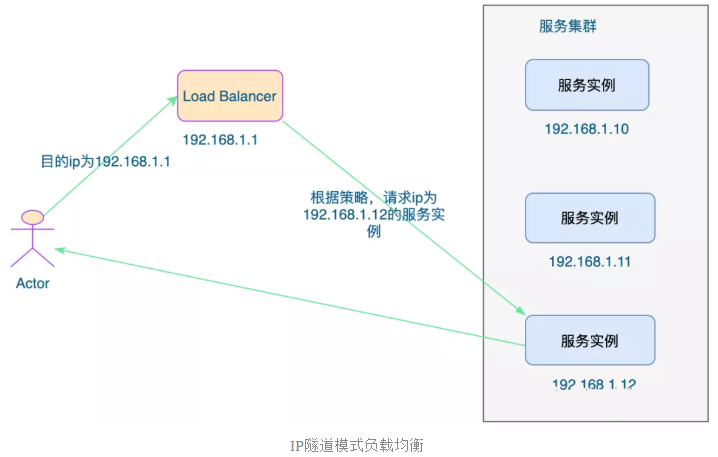 服务集群
服务实例
192.168.1.10
Load Balancer
192.168.1.1
目的ip为192.168.1.1
根据策略，请求ip为
192.168.1.12的服务实
例
服务实例
192.168.1.11
Actor
服务实例
192.168.1.12
IP隧道模式负载均衡